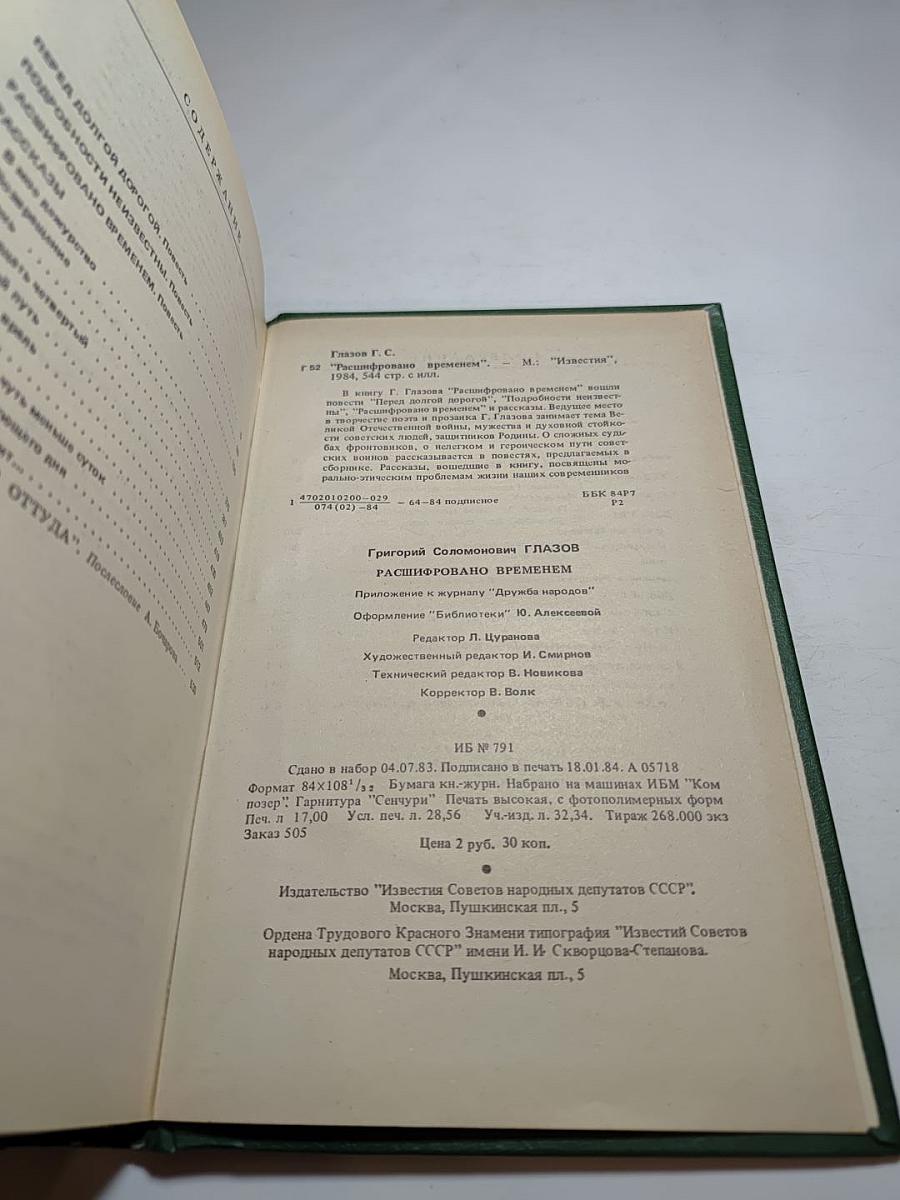 СОДЕРЖАНИЕ
ПЕРЕД ДОЛГОЙ ДОРОГОЙ. Повесть
ПОДРОБНОСТИ НЕИЗВЕСТНЫ. Повесть
РАСШИФРОВАНО ВРЕМЕНЕМ. Повесть
РАССКАЗЫ
В мое дежурство
четвертый
путь
чуть меньше суток
дня
ОТТУДА". Послесловие А.
Глазов Г. С.
Г 52 "Расшифровано временем". — М.: "Известия",
1984, 544 стр. с илл.
В книгу Г. Глазова "Расшифровано временем" вошли
повести "Перед долгой дорогой", "Подробности неизвест-
ны", "Расшифровано временем" и рассказы. Ведущее место
в творчестве поэта и прозаика Г. Глазова занимает тема Ве-
ликой Отечественной войны, мужества и духовной стойко-
сти советских людей, защитников Родины. О сложных судь-
бах фронтовиков, о нелегком и героическом пути совет-
ских воинов рассказывается в повестях, предлагаемых в
сборнике. Рассказы, вошедшие в книгу, посвящены мо-
рально-этическим проблемам жизни наших современников
1 4702010200—029
074(02)—84 — 64—84 подписное
ББК 84Р7
Р2
Григорий Соломонович ГЛАЗОВ
РАСШИФРОВАНО ВРЕМЕНЕМ
Приложение к журналу "Дружба народов"
Оформление "Библиотеки" Ю. Алексеевой
Редактор Л. Цуранова
Художественный редактор И. Смирнов
Технический редактор В. Новикова
Корректор В. Волк
ИБ № 791
Сдано в набор 04.07.83. Подписано в печать 18.01.84. А 05718
Формат 84×108¹/₃₂ Бумага кн.-журн. Набрано на машинах ИБМ "Ком
позер". Гарнитура "Сенчури" Печать высокая, с фотополимерных форм
Печ. л 17,00 Усл. печ. л. 28,56 Уч.-изд. л. 32,34. Тираж 268.000 экз
Заказ 505
Цена 2 руб. 30 коп.
Издательство "Известия Советов народных депутатов СССР".
Москва, Пушкинская пл., 5
Ордена Трудового Красного Знамени типография "Известий Советов
народных депутатов СССР" имени И. И. Скворцова-Степанова.
Москва, Пушкинская пл., 5